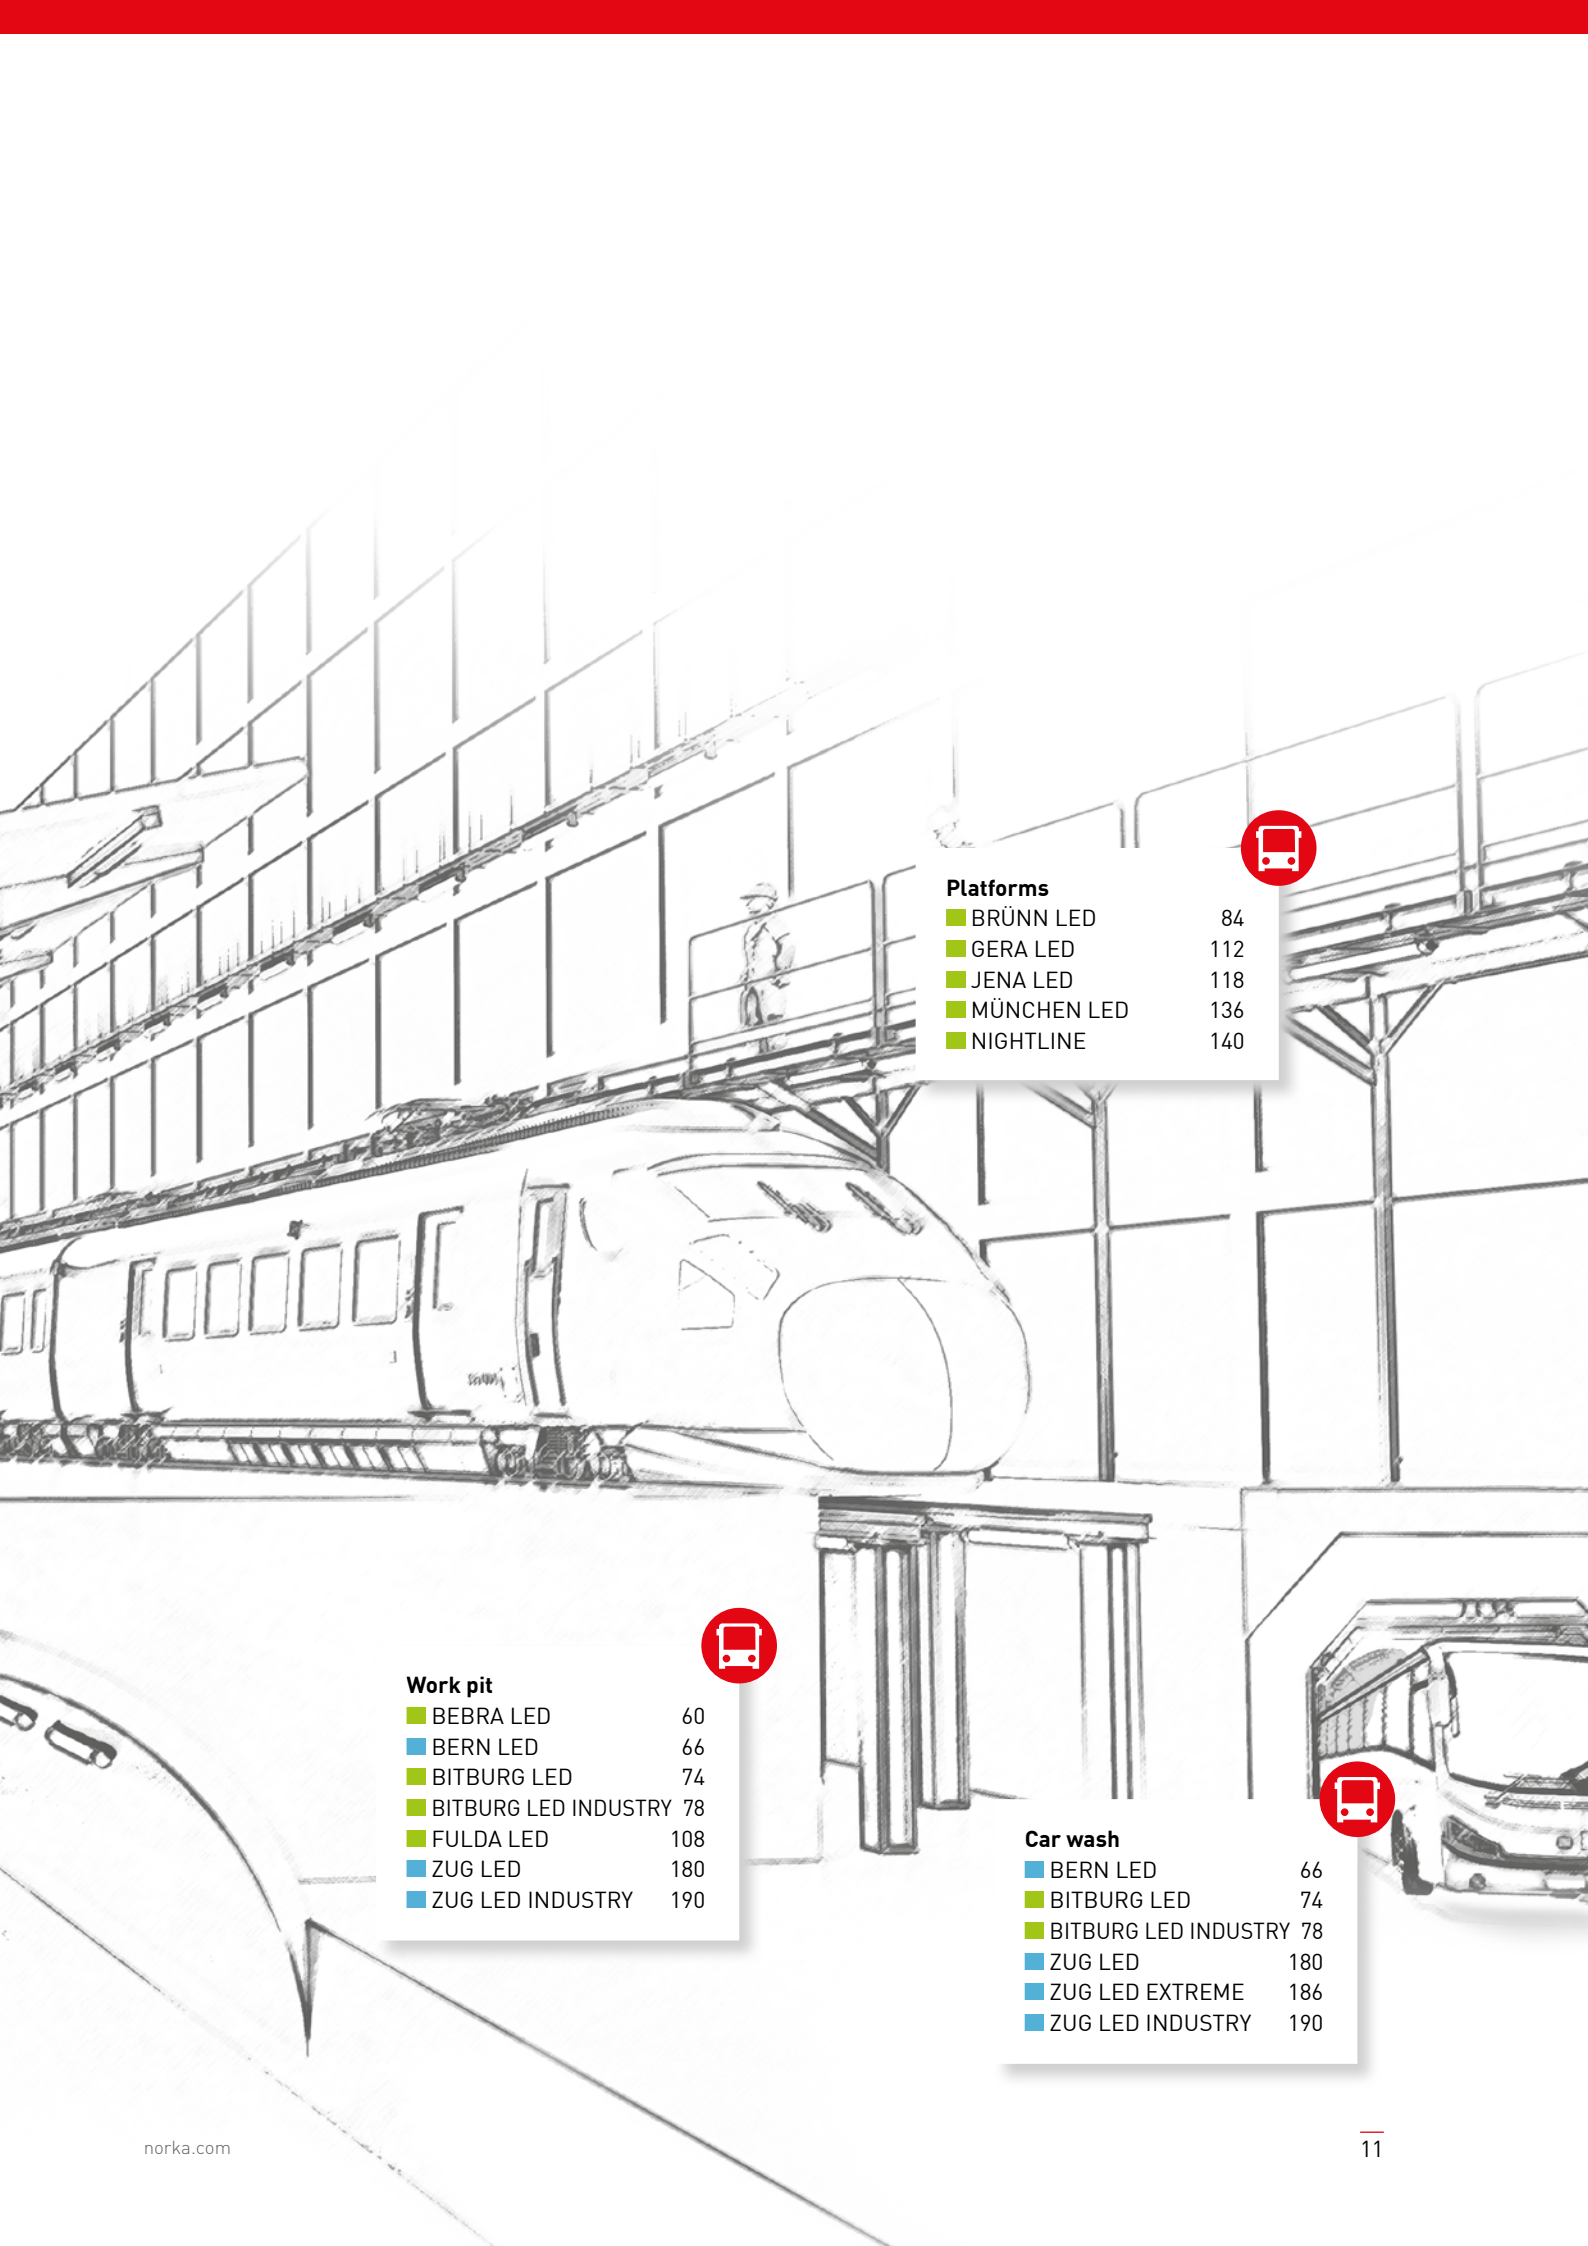 Platforms
BRÜNN LED 84
GERA LED 112
JENA LED 118
MÜNCHEN LED 136
NIGHTLINE 140
Work pit
BEBRA LED 60
BERN LED 66
BITBURG LED 74
BITBURG LED INDUSTRY 78
FULDA LED 108
ZUG LED 180
ZUG LED INDUSTRY 190
Car wash
BERN LED 66
BITBURG LED 74
BITBURG LED INDUSTRY 78
ZUG LED 180
ZUG LED EXTREME 186
ZUG LED INDUSTRY 190
norka.com
11